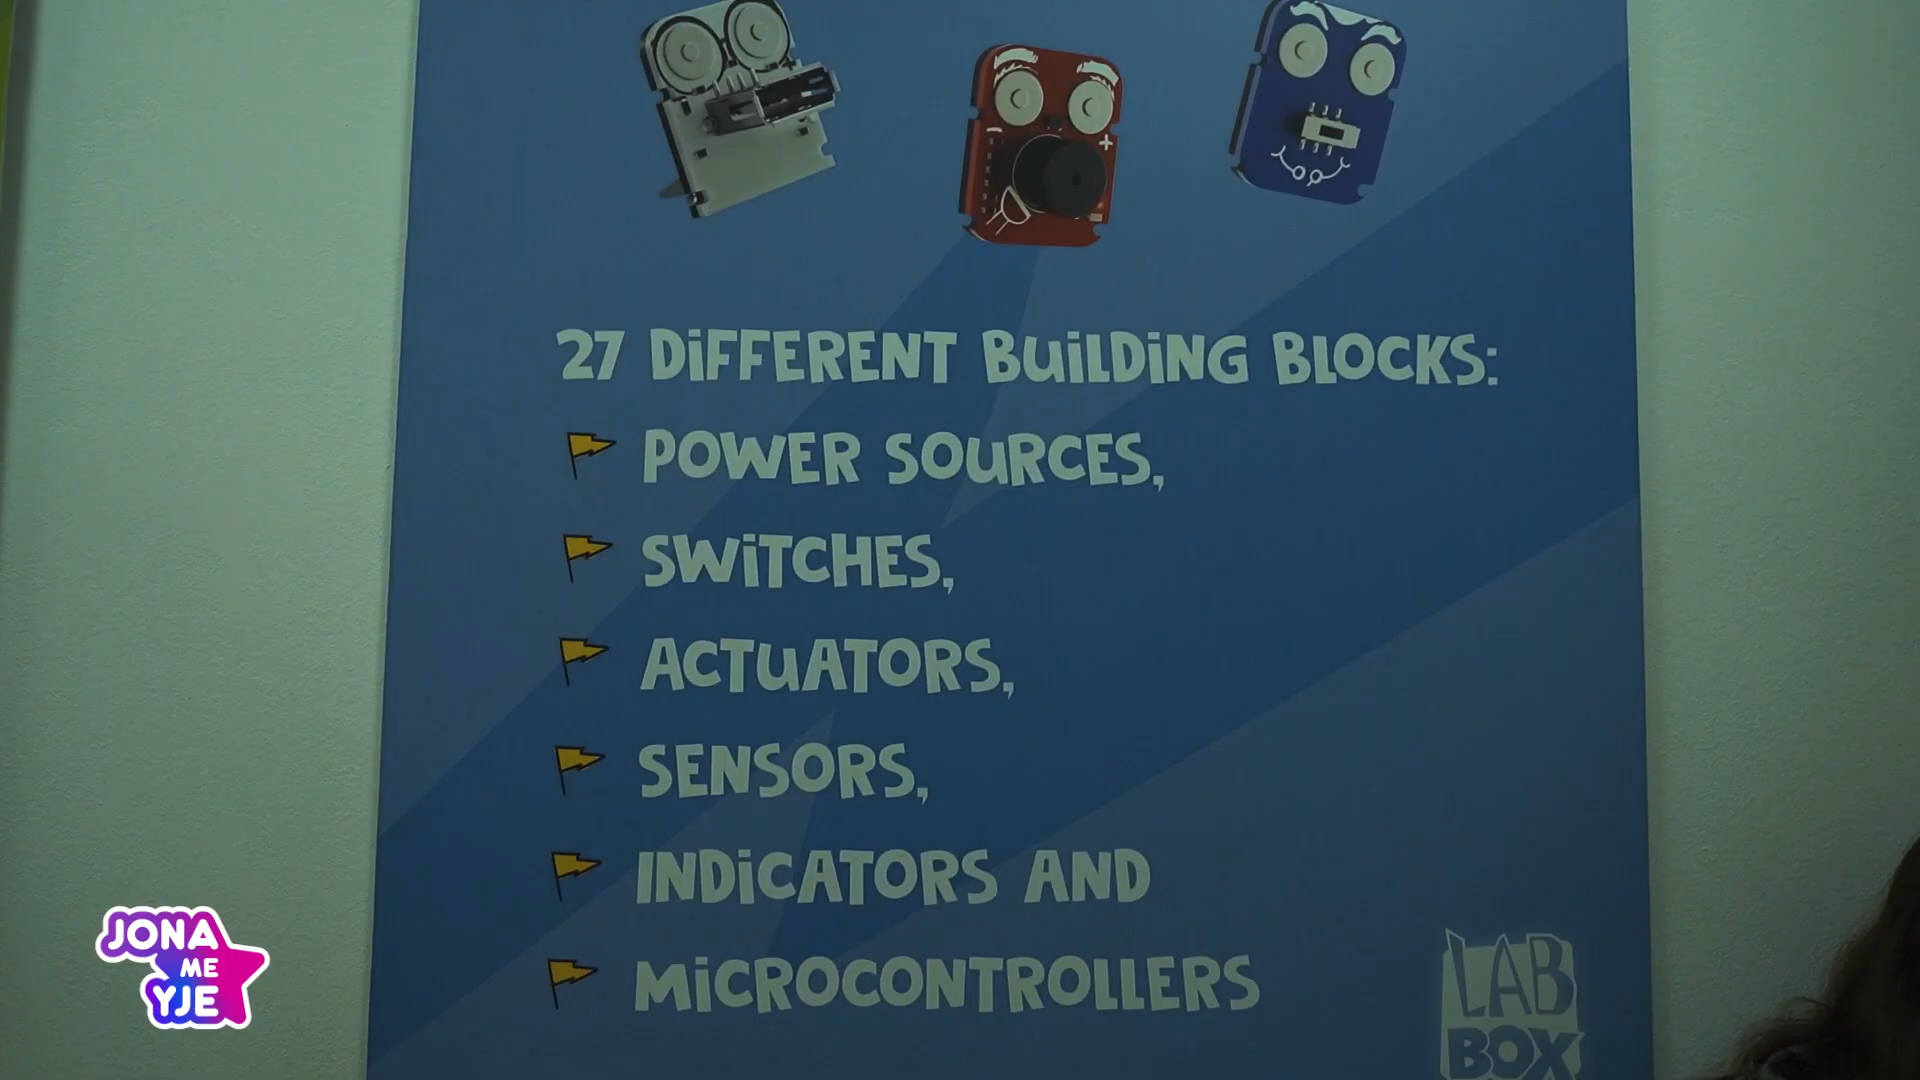 27 DiFFERENT BUiLDiNG BLOCKS:
POWER SOURCES,
SWiTCHES,
ACTUATORS,
SENSORS,
INDiCATORS AND
MiCROCONTROLLERS
LAB
BOX
JONA
ME
YJE